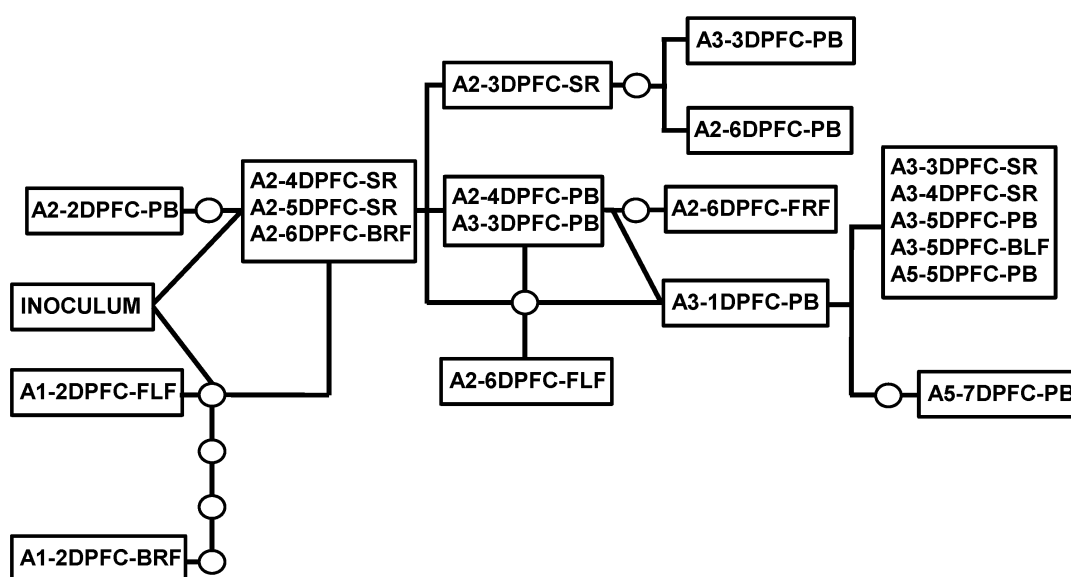 A3-3DPFC-PB
A2-3DPFC-SR
A2-6DPFC-PB
A2-4DPFC-SR
A2-5DPFC-SR
A2-6DPFC-BRF
A2-2DPFC-PB
A2-4DPFC-PB
A3-3DPFC-PB
A2-6DPFC-FRF
A3-3DPFC-SR
A3-4DPFC-SR
A3-5DPFC-PB
A3-5DPFC-BLF
A5-5DPFC-PB
INOCULUM
A3-1DPFC-PB
A1-2DPFC-FLF
A2-6DPFC-FLF
A5-7DPFC-PB
A1-2DPFC-BRF